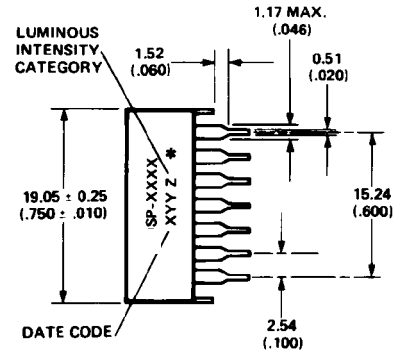 LUMINOUS
INTENSITY
CATEGORY
1.52
(.060)
1.17 MAX.
(.046)
0.51
(.020)
19.05 ± 0.25
(.750 ± .010)
SP-XXXX
XYY Z *
15.24
(.600)
DATE CODE
2.54
(.100)